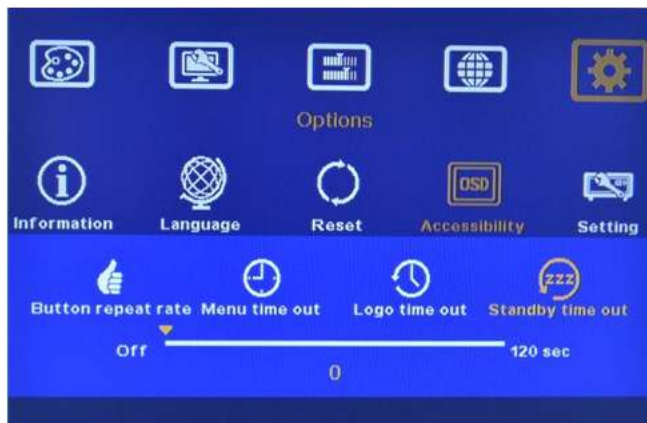 Options
OSD
Information Language Reset Accessibility Setting
zzz
Button repeat rate Menu time out Logo time out Standby time out
Off 120 sec
0